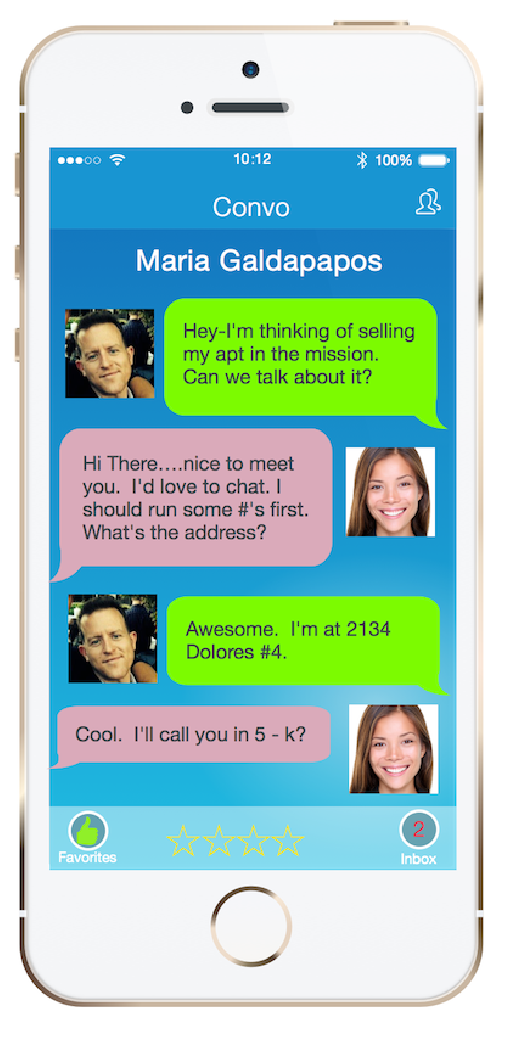 10:12
100%
Convo
Maria Galdapapos
Hey-I'm thinking of selling
my apt in the mission.
Can we talk about it?
Hi There....nice to meet
you.  I'd love to chat. I
should run some #'s first.
What's the address?
Awesome.  I'm at 2134
Dolores #4.
Cool.  I'll call you in 5 - k?
Favorites
2
Inbox